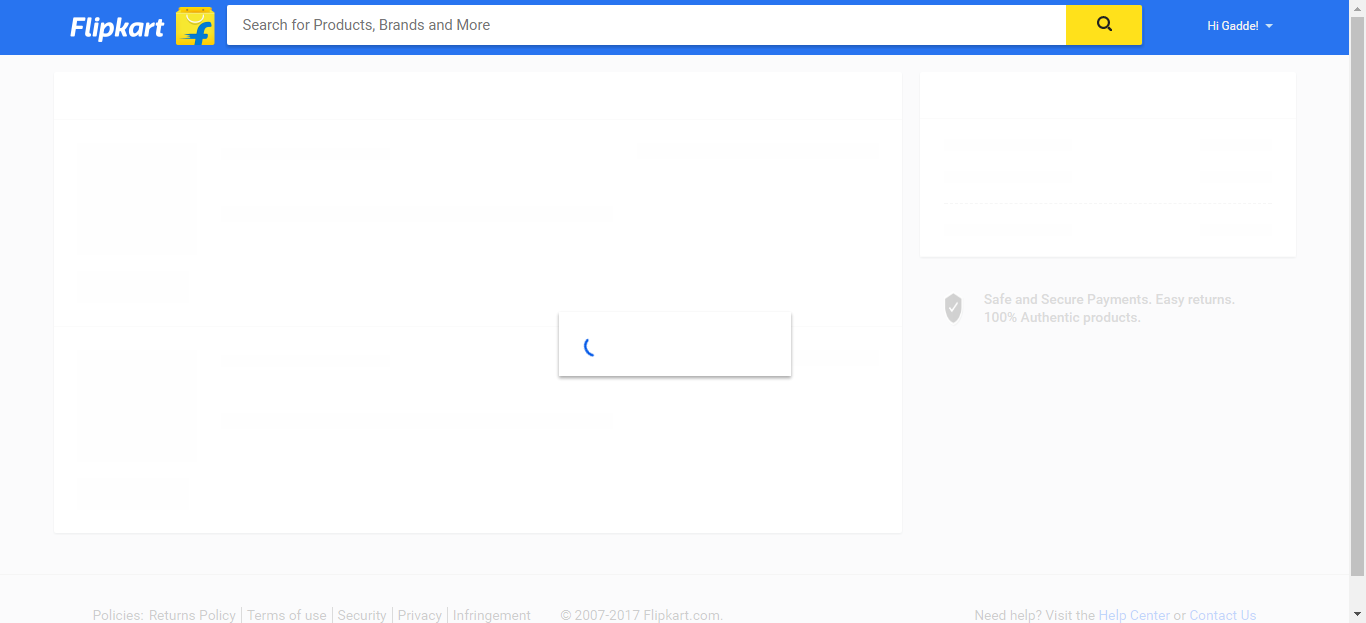 Flipkart
Search for Products, Brands and More
Hi Gadde!
Safe and Secure Payments. Easy returns.
100% Authentic products.
Policies: Returns Policy | Terms of use | Security | Privacy | Infringement © 2007-2017 Flipkart.com. Need help? Visit the Help Center or Contact Us